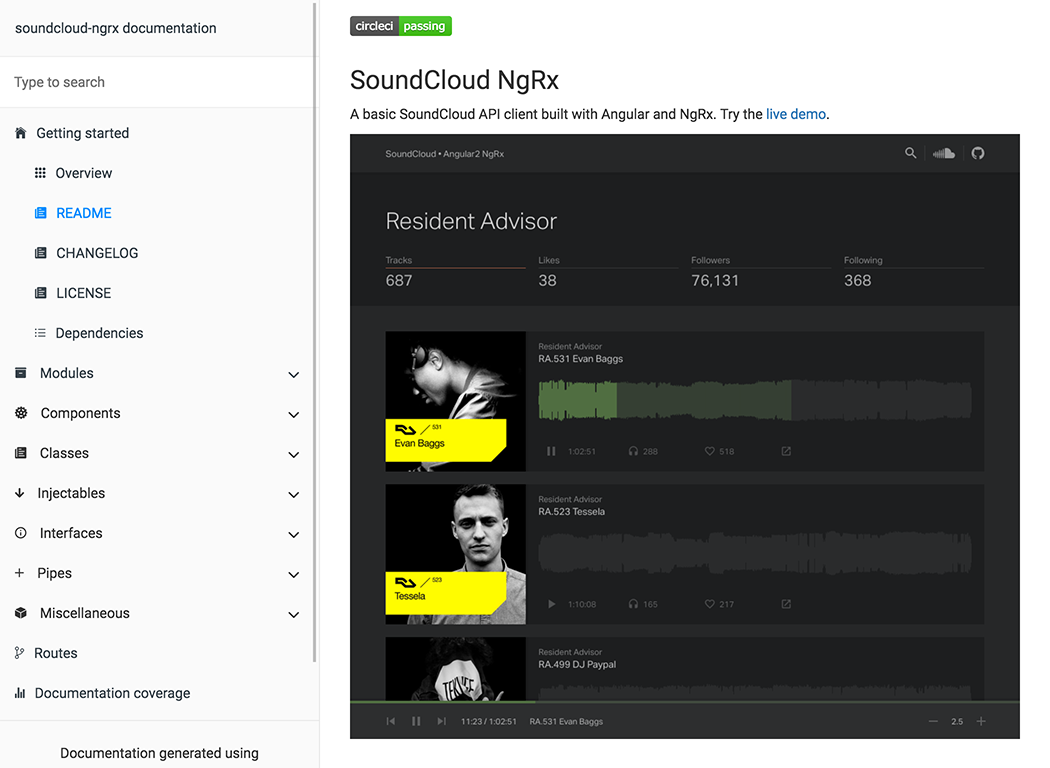 soundcloud-ngrx documentation
Type to search
Getting started
Overview
README
CHANGELOG
LICENSE
Dependencies
Modules
Components
Classes
Injectables
Interfaces
Pipes
Miscellaneous
Routes
Documentation coverage
Documentation generated using
circleci passing
SoundCloud NgRx
A basic SoundCloud API client built with Angular and NgRx. Try the live demo.
SoundCloud • Angular2 NgRx
Resident Advisor
Tracks Likes Followers Following
687 38 76,131 368
531
Evan Baggs
Resident Advisor
RA.531 Evan Baggs
1:02:51 288 518
523
Tessela
Resident Advisor
RA.523 Tessela
1:10:08 165 217
Resident Advisor
RA.499 DJ Paypal
11:23 / 1:02:51 RA.531 Evan Baggs 2.5